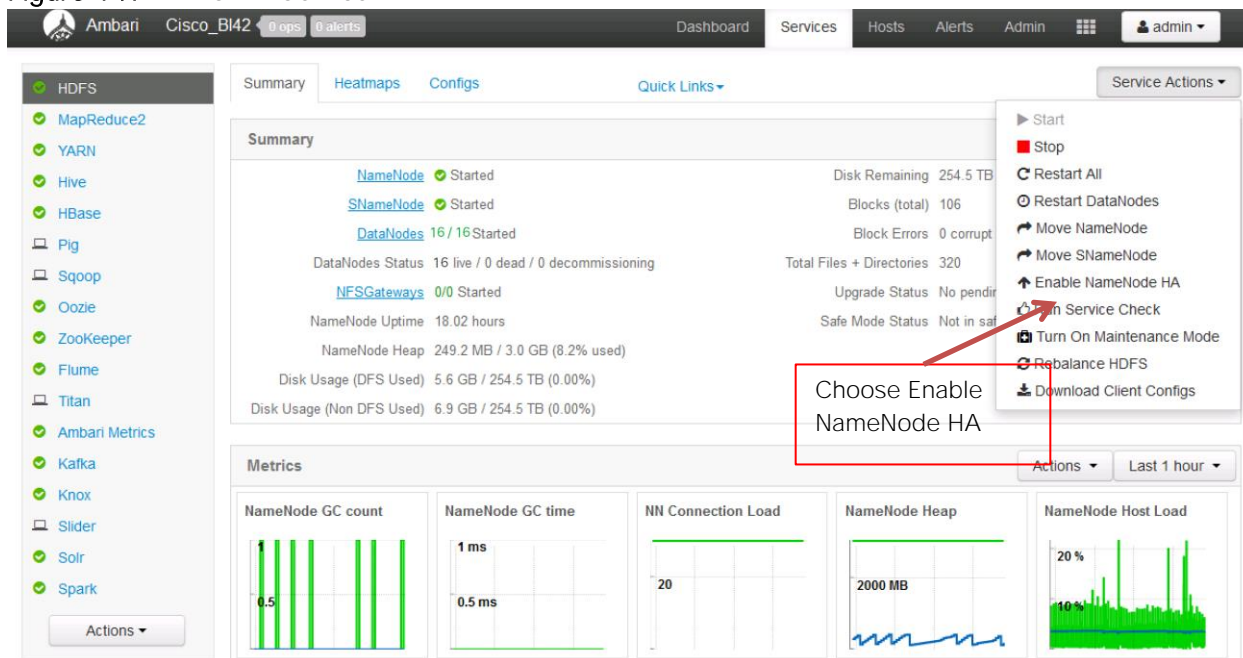 Ambari Cisco_BI42 0 ops 0 alerts Dashboard Services Hosts Alerts Admin admin
HDFS
MapReduce2
YARN
Hive
HBase
Pig
Sqoop
Oozie
ZooKeeper
Flume
Titan
Ambari Metrics
Kafka
Knox
Slider
Solr
Spark
Actions
Summary Heatmaps Configs Quick Links Service Actions
Summary
NameNode Started
SNameNode Started
DataNodes 16 / 16 Started
DataNodes Status 16 live / 0 dead / 0 decommissioning
NFSGateways 0/0 Started
NameNode Uptime 18.02 hours
NameNode Heap 249.2 MB / 3.0 GB (8.2% used)
Disk Usage (DFS Used) 5.6 GB / 254.5 TB (0.00%)
Disk Usage (Non DFS Used) 6.9 GB / 254.5 TB (0.00%)
Disk Remaining 254.5 TB
Blocks (total) 106
Block Errors 0 corrupt
Total Files + Directories 320
Upgrade Status No pendin
Safe Mode Status Not in saf
Start
Stop
Restart All
Restart DataNodes
Move NameNode
Move SNameNode
Enable NameNode HA
Run Service Check
Turn On Maintenance Mode
Rebalance HDFS
Download Client Configs
Choose Enable
NameNode HA
Metrics Actions Last 1 hour
NameNode GC count
1
0.5
NameNode GC time
1 ms
0.5 ms
NN Connection Load
20
NameNode Heap
2000 MB
NameNode Host Load
20 %
10 %